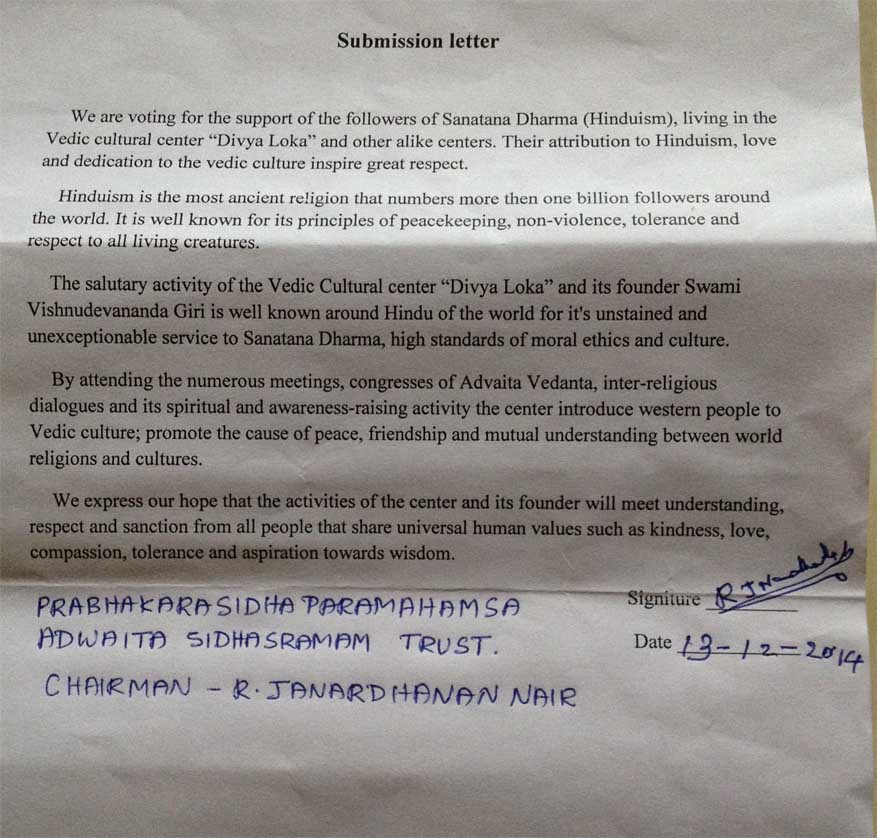 Submission letter
We are voting for the support of the followers of Sanatana Dharma (Hinduism), living in the
Vedic cultural center “Divya Loka” and other alike centers. Their attribution to Hinduism, love
and dedication to the vedic culture inspire great respect.
Hinduism is the most ancient religion that numbers more then one billion followers around
the world. It is well known for its principles of peacekeeping, non-violence, tolerance and
respect to all living creatures.
The salutary activity of the Vedic Cultural center “Divya Loka” and its founder Swami
Vishnudevananda Giri is well known around Hindu of the world for it's unstained and
unexceptionable service to Sanatana Dharma, high standards of moral ethics and culture.
By attending the numerous meetings, congresses of Advaita Vedanta, inter-religious
dialogues and its spiritual and awareness-raising activity the center introduce western people to
Vedic culture; promote the cause of peace, friendship and mutual understanding between world
religions and cultures.
We express our hope that the activities of the center and its founder will meet understanding,
respect and sanction from all people that share universal human values such as kindness, love,
compassion, tolerance and aspiration towards wisdom.
PRABHAKARA SIDHA PARAMAHAMSA
ADWAITA SIDHASRAMAM TRUST.
CHAIRMAN - R. JANARDHANAN NAIR
Signiture
Date 13-12-2014